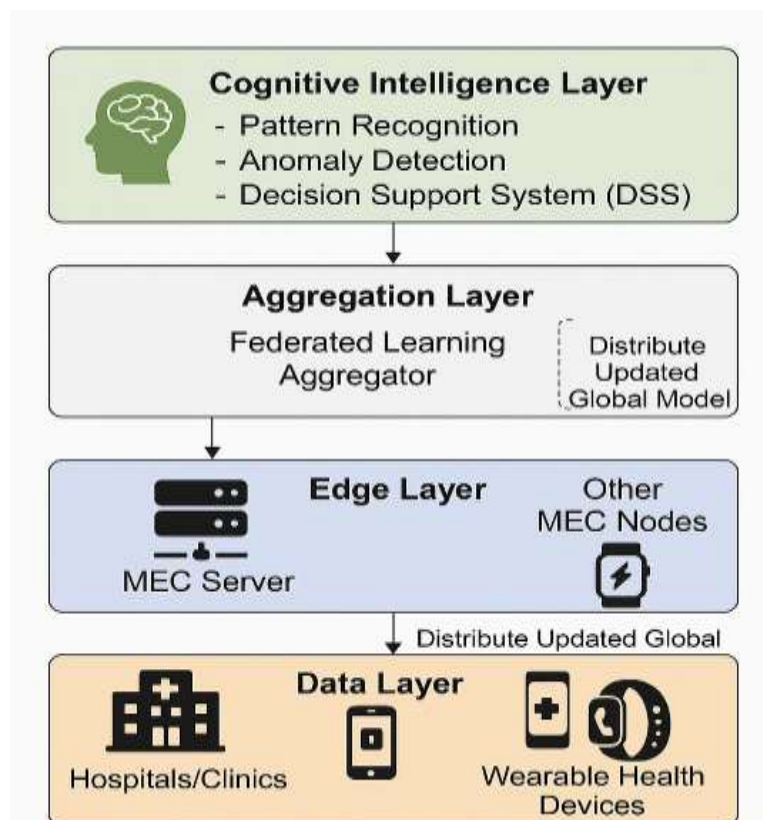 Cognitive Intelligence Layer
- Pattern Recognition
- Anomaly Detection
- Decision Support System (DSS)
Aggregation Layer
Federated Learning
Aggregator
Distribute
Updated
Global Model
Edge Layer
MEC Server
Other
MEC Nodes
Distribute Updated Global
Data Layer
Hospitals/Clinics
Wearable Health
Devices